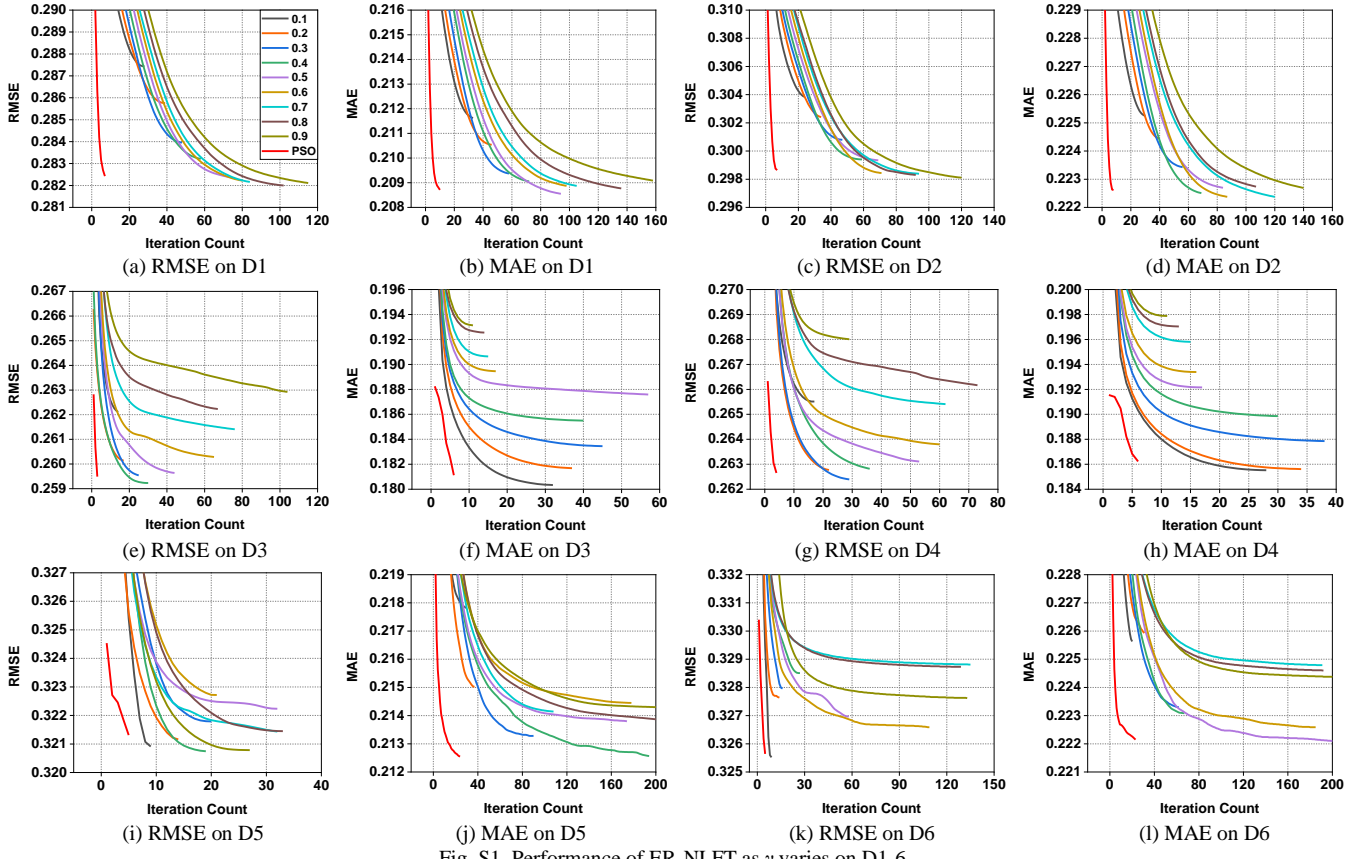 0.290
0.289
0.288
0.287
0.286
0.285
0.284
0.283
0.282
0.281
RMSE
0 20 40 60 80 100 120
Iteration Count
0.1
0.2
0.3
0.4
0.5
0.6
0.7
0.8
0.9
PSO
(a) RMSE on D1
0.216
0.215
0.214
0.213
0.212
0.211
0.210
0.209
0.208
MAE
0 20 40 60 80 100 120 140 160
Iteration Count
(b) MAE on D1
0.310
0.308
0.306
0.304
0.302
0.300
0.298
0.296
RMSE
0 20 40 60 80 100 120 140
Iteration Count
(c) RMSE on D2
0.229
0.228
0.227
0.226
0.225
0.224
0.223
0.222
MAE
0 20 40 60 80 100 120 140 160
Iteration Count
(d) MAE on D2
0.267
0.266
0.265
0.264
0.263
0.262
0.261
0.260
0.259
RMSE
0 20 40 60 80 100 120
Iteration Count
(e) RMSE on D3
0.196
0.194
0.192
0.190
0.188
0.186
0.184
0.182
0.180
MAE
0 10 20 30 40 50 60
Iteration Count
(f) MAE on D3
0.270
0.269
0.268
0.267
0.266
0.265
0.264
0.263
0.262
RMSE
0 10 20 30 40 50 60 70 80
Iteration Count
(g) RMSE on D4
0.200
0.198
0.196
0.194
0.192
0.190
0.188
0.186
0.184
MAE
0 5 10 15 20 25 30 35 40
Iteration Count
(h) MAE on D4
0.327
0.326
0.325
0.324
0.323
0.322
0.321
0.320
RMSE
0 10 20 30 40
Iteration Count
(i) RMSE on D5
0.219
0.218
0.217
0.216
0.215
0.214
0.213
0.212
MAE
0 40 80 120 160 200
Iteration Count
(j) MAE on D5
0.332
0.331
0.330
0.329
0.328
0.327
0.326
0.325
RMSE
0 30 60 90 120 150
Iteration Count
(k) RMSE on D6
0.228
0.227
0.226
0.225
0.224
0.223
0.222
0.221
MAE
0 40 80 120 160 200
Iteration Count
(l) MAE on D6
Fig. S1. Performance of FR-NLFT as γ varies on D1-6